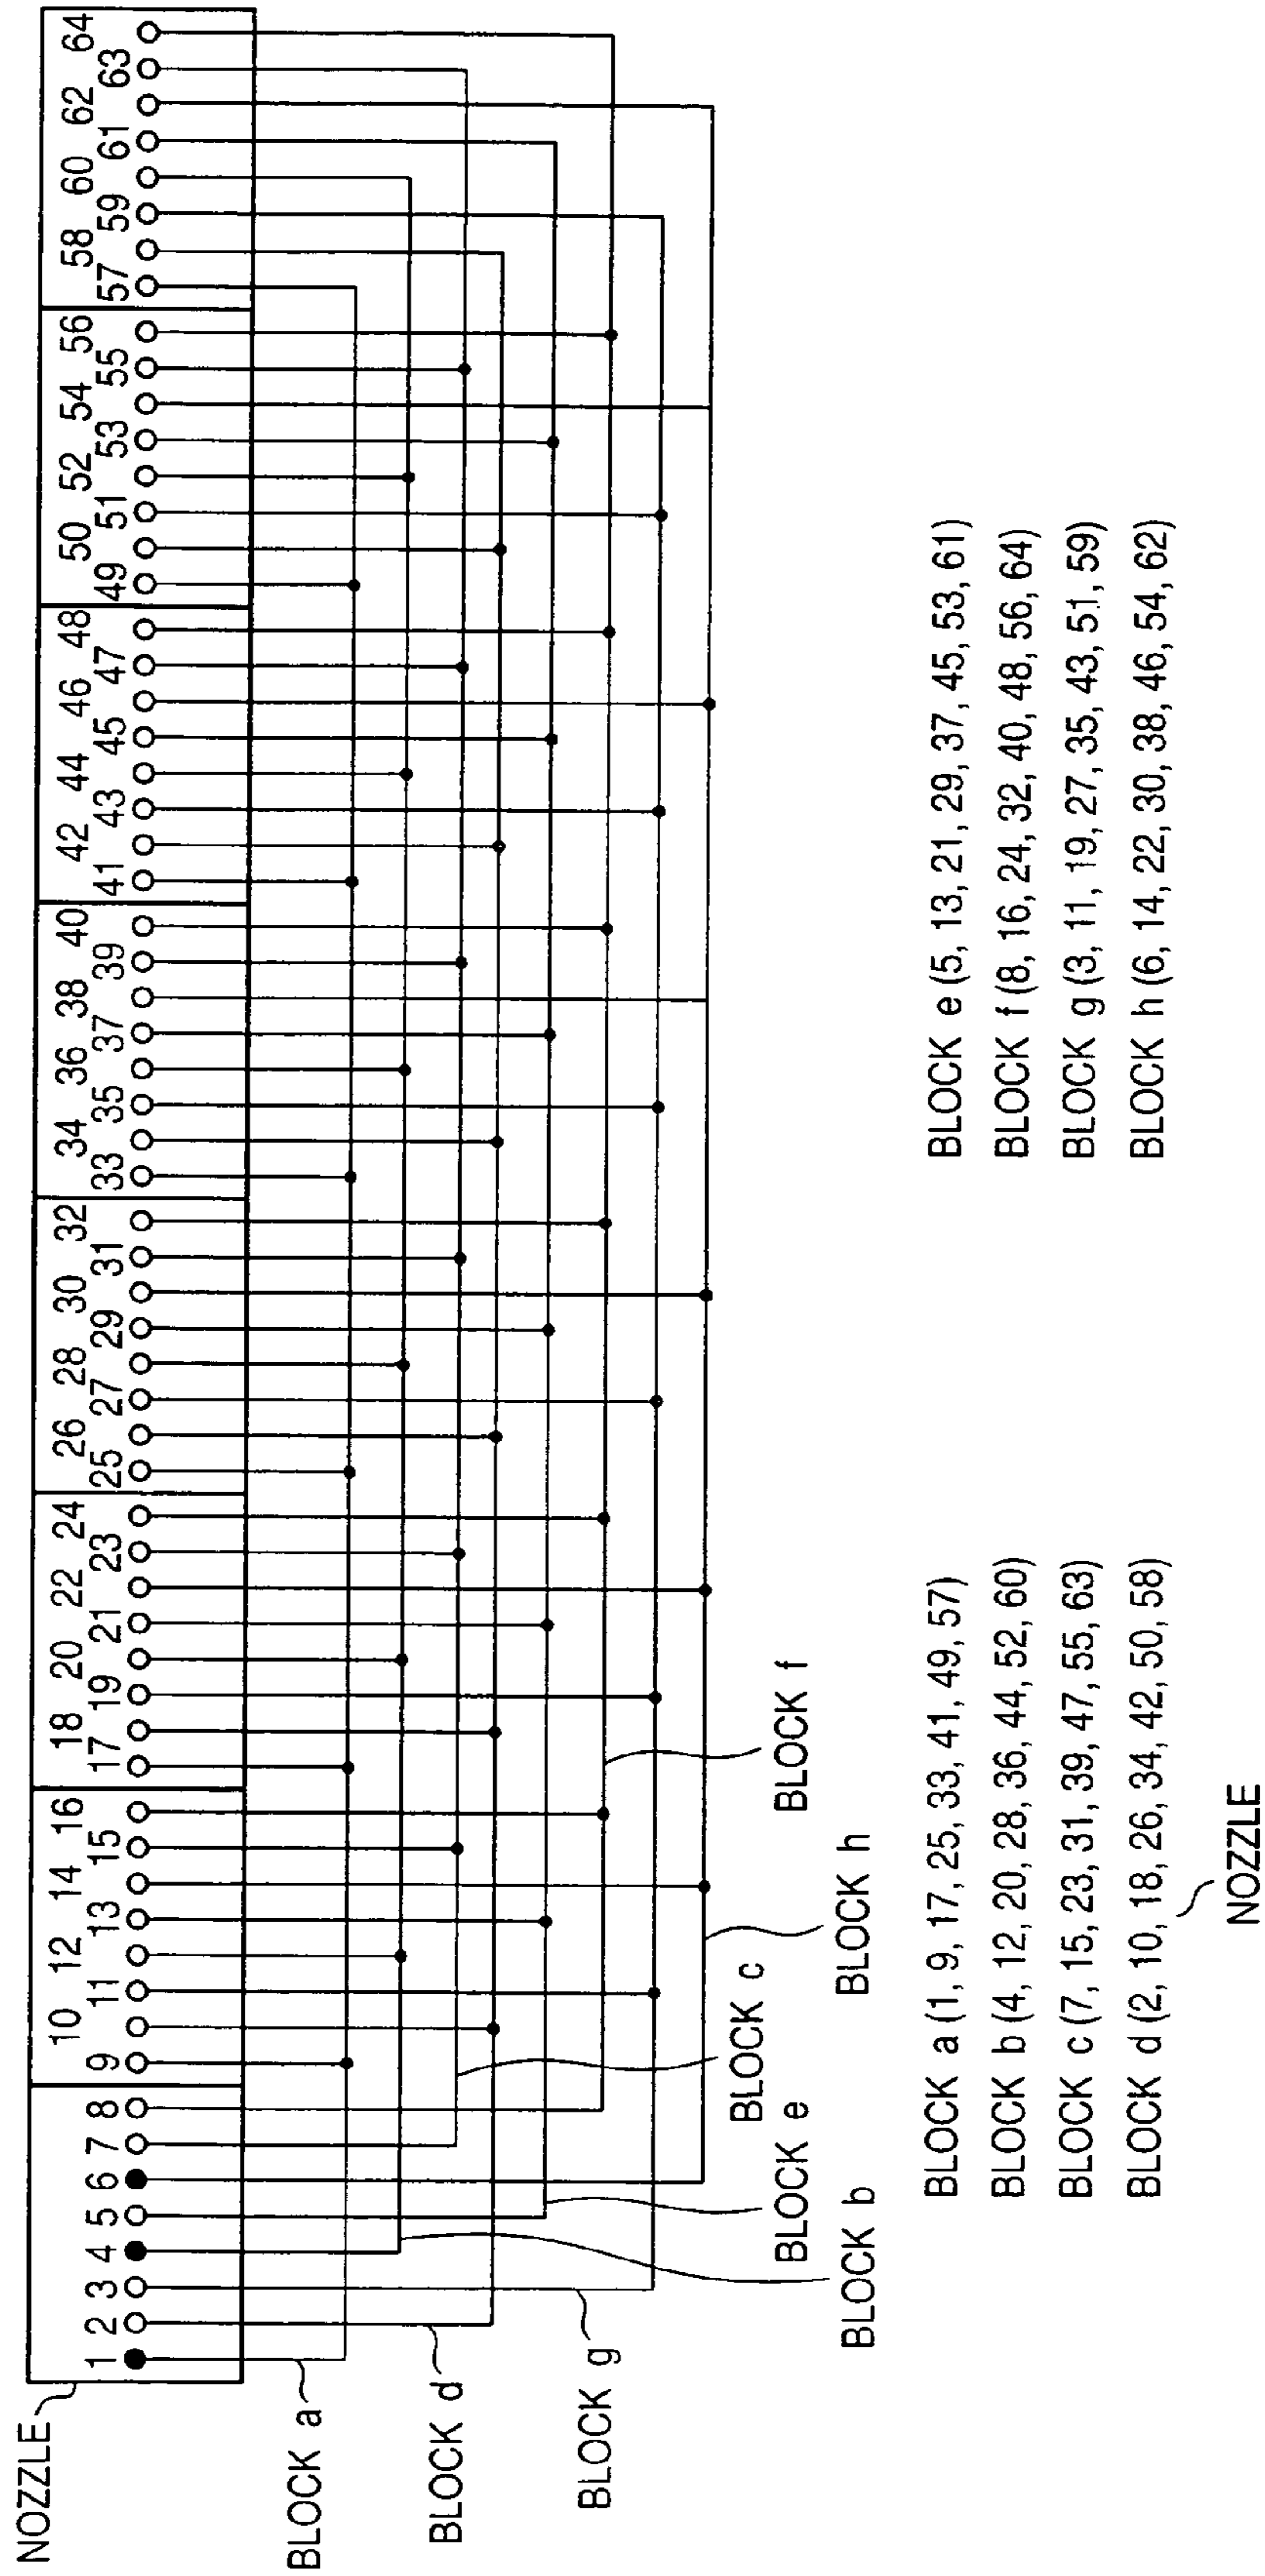 NOZZLE
1 2 3 4 5 6 7 8 9 10 11 12 13 14 15 16 17 18 19 20 21 22 23 24 25 26 27 28 29 30 31 32 33 34 35 36 37 38 39 40 41 42 43 44 45 46 47 48 49 50 51 52 53 54 55 56 57 58 59 60 61 62 63 64
BLOCK a
BLOCK d
BLOCK g
BLOCK c
BLOCK e
BLOCK f
BLOCK b
BLOCK h
BLOCK a (1, 9, 17, 25, 33, 41, 49, 57)
BLOCK b (4, 12, 20, 28, 36, 44, 52, 60)
BLOCK c (7, 15, 23, 31, 39, 47, 55, 63)
BLOCK d (2, 10, 18, 26, 34, 42, 50, 58)
NOZZLE
BLOCK e (5, 13, 21, 29, 37, 45, 53, 61)
BLOCK f (8, 16, 24, 32, 40, 48, 56, 64)
BLOCK g (3, 11, 19, 27, 35, 43, 51, 59)
BLOCK h (6, 14, 22, 30, 38, 46, 54, 62)